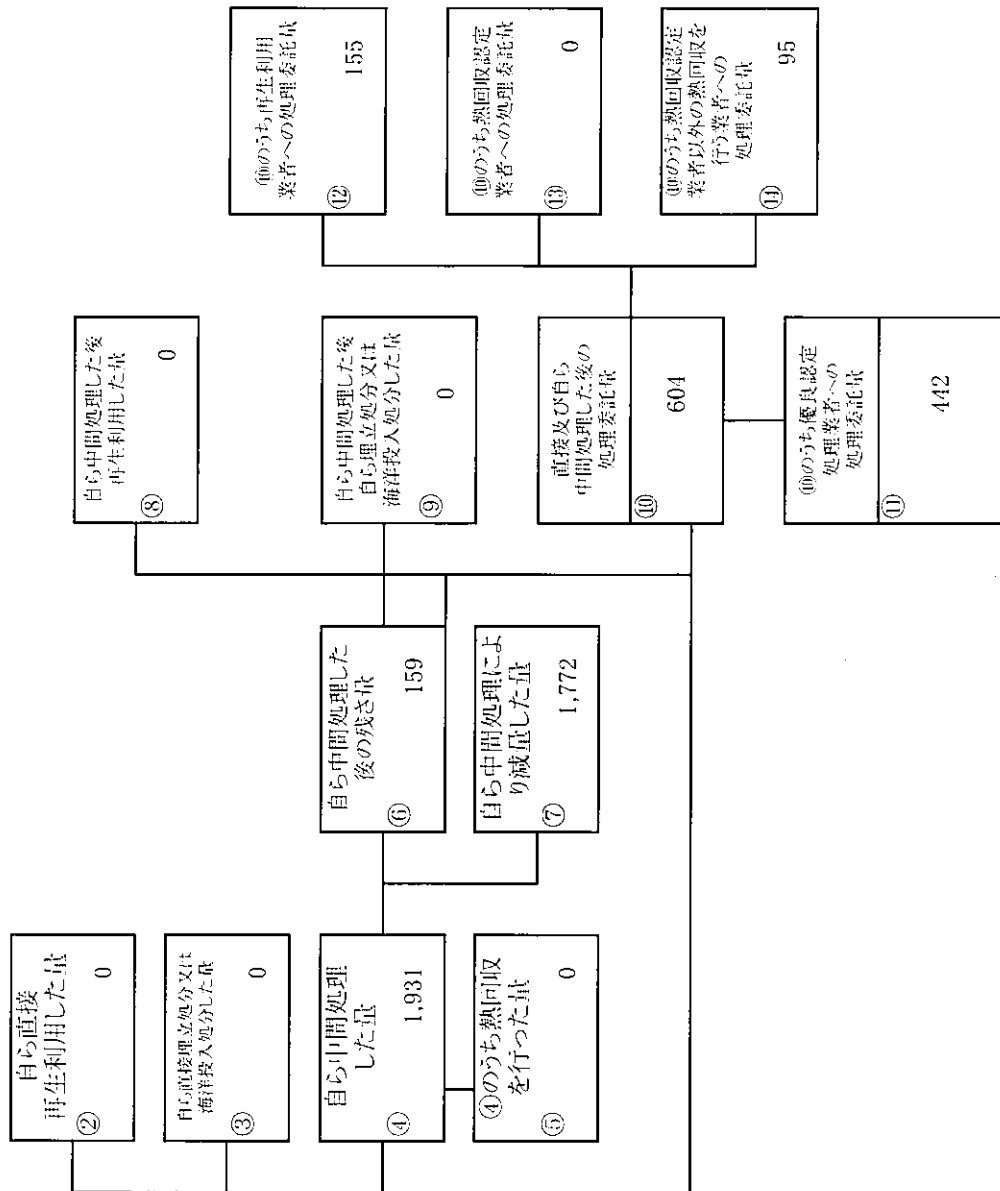 自ら直接
再生利用した量
②
0
自ら直接埋立処分又は
海洋投入処分した量
③
0
自ら中間処理
した量
④
1,931
④のうち熱回収
を行った量
⑤
0
自ら中間処理した
後の残さ量
⑥
159
自ら中間処理によ
り減量した量
⑦
1,772
自ら中間処理した後
再生利用した量
⑧
0
自ら中間処理した後
自ら埋立処分又は
海洋投入処分した量
⑨
0
直接及び自ら
中間処理した後の
処理委託量
⑩
604
⑩のうち優良認定
処理業者への
処理委託量
⑪
442
⑩のうち再生利用
業者への処理委託量
⑫
155
⑩のうち熱回収認定
業者への処理委託量
⑬
0
⑩のうち熱回収認定
業者以外の熱回収を
行う業者への
処理委託量
⑭
95